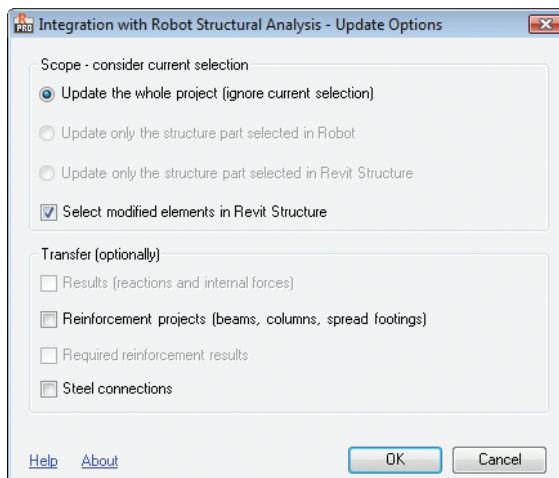 R
PRO
Integration with Robot Structural Analysis - Update Options
Scope - consider current selection
Update the whole project (ignore current selection)
Update only the structure part selected in Robot
Update only the structure part selected in Revit Structure
Select modified elements in Revit Structure
Transfer (optionally)
Results (reactions and internal forces)
Reinforcement projects (beams, columns, spread footings)
Required reinforcement results
Steel connections
Help About OK Cancel